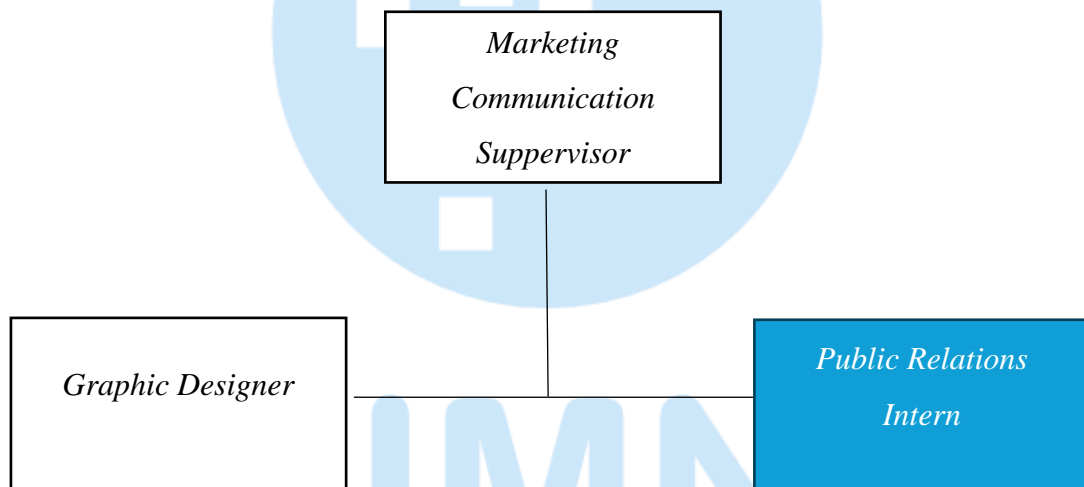 Marketing
Communication
Suppervisor
Graphic Designer
Public Relations
Intern